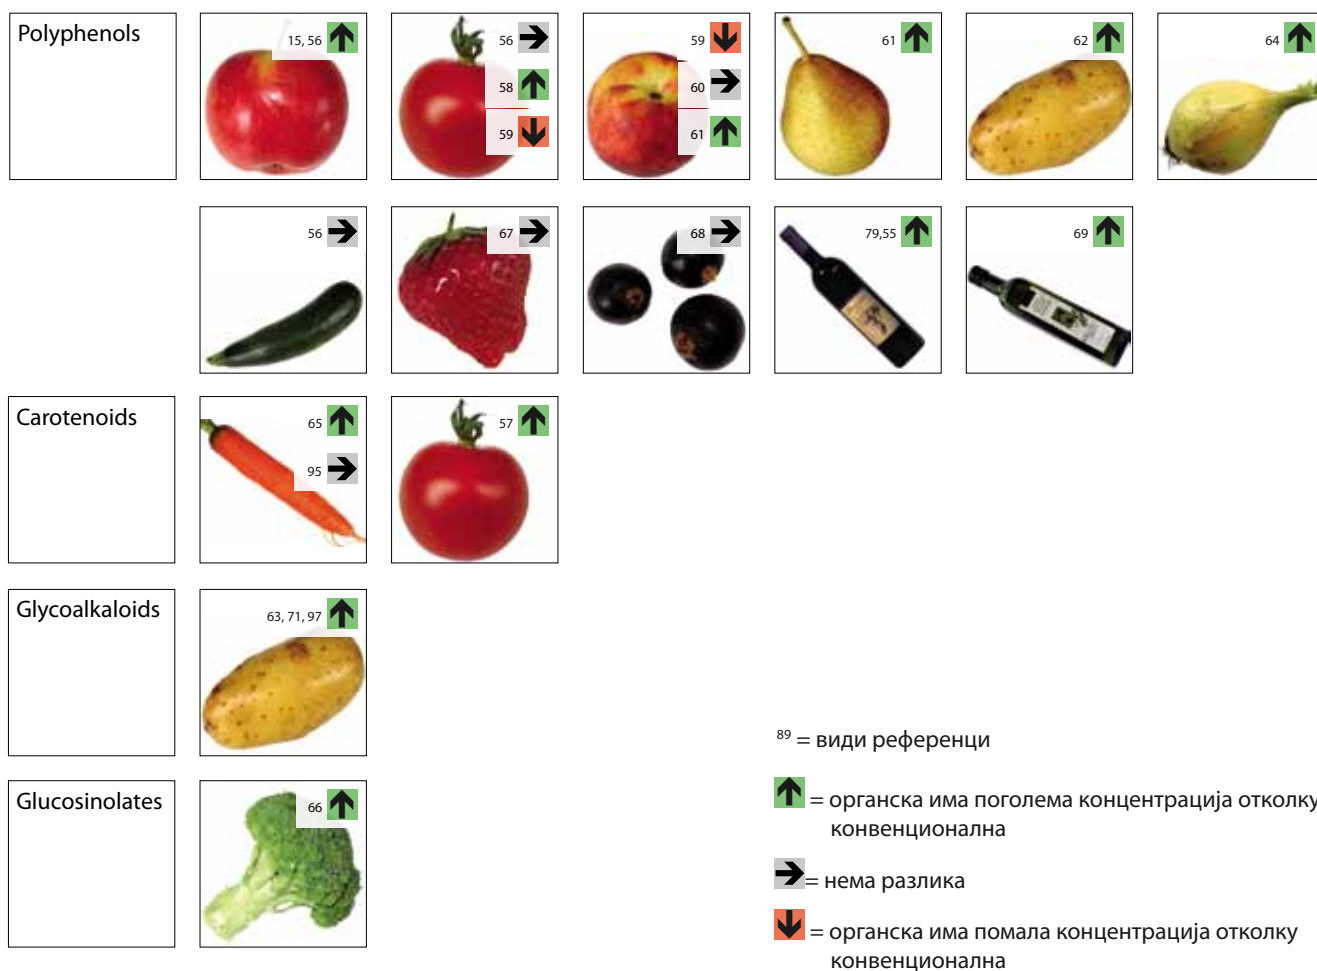 Polyphenols
15, 56
56
58
59
59
60
61
61
62
64
56
67
68
79,55
69
Carotenoids
65
95
57
Glycoalkaloids
63, 71, 97
Glucosinolates
66
89 = види референци
= органска има поголема концентрација отколку
конвенционална
= нема разлика
= органска има помала концентрација отколку
конвенционална